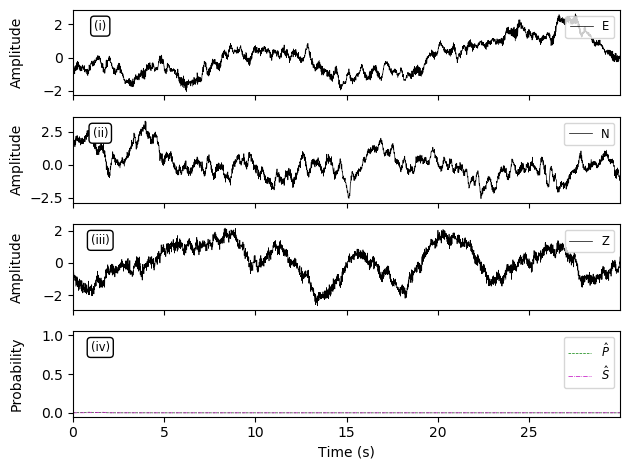 (i)
E
Amplitude
2
0
−2
(ii)
N
Amplitude
2.5
0.0
−2.5
(iii)
Z
Amplitude
2
0
−2
(iv)
P̂
Ŝ
Probability
1.0
0.5
0.0
0 5 10 15 20 25
Time (s)